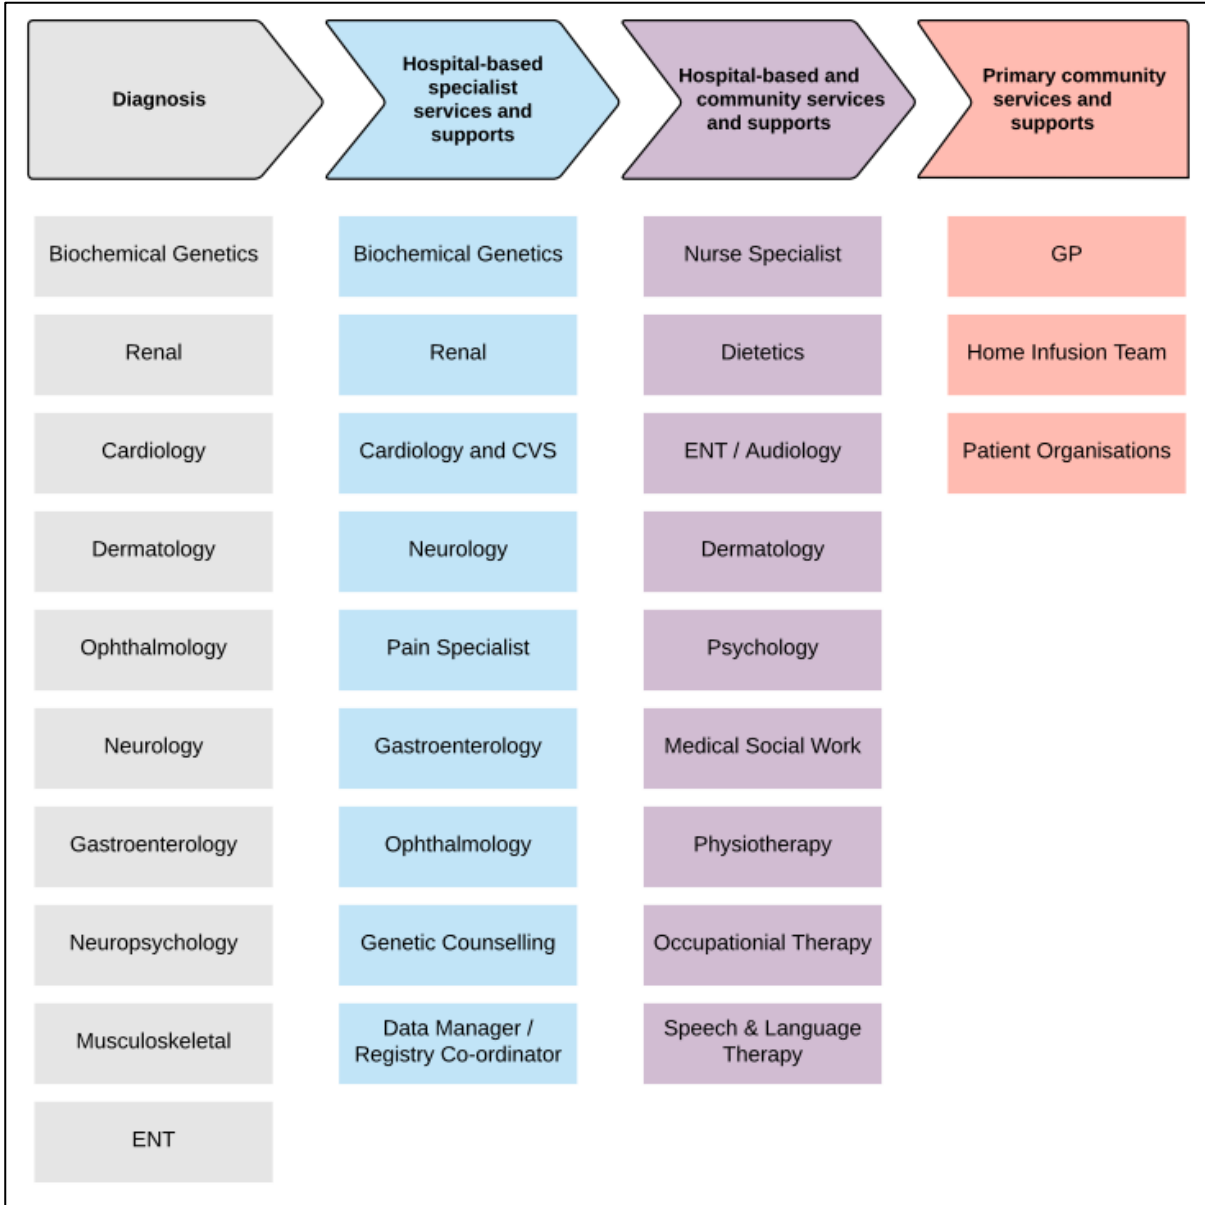 Diagnosis
Hospital-based
specialist
services and
supports
Hospital-based and
community services
and supports
Primary community
services and
supports
Biochemical Genetics
Renal
Cardiology
Dermatology
Ophthalmology
Neurology
Gastroenterology
Neuropsychology
Musculoskeletal
ENT
Biochemical Genetics
Renal
Cardiology and CVS
Neurology
Pain Specialist
Gastroenterology
Ophthalmology
Genetic Counselling
Data Manager /
Registry Co-ordinator
Nurse Specialist
Dietetics
ENT / Audiology
Dermatology
Psychology
Medical Social Work
Physiotherapy
Occupationial Therapy
Speech & Language
Therapy
GP
Home Infusion Team
Patient Organisations